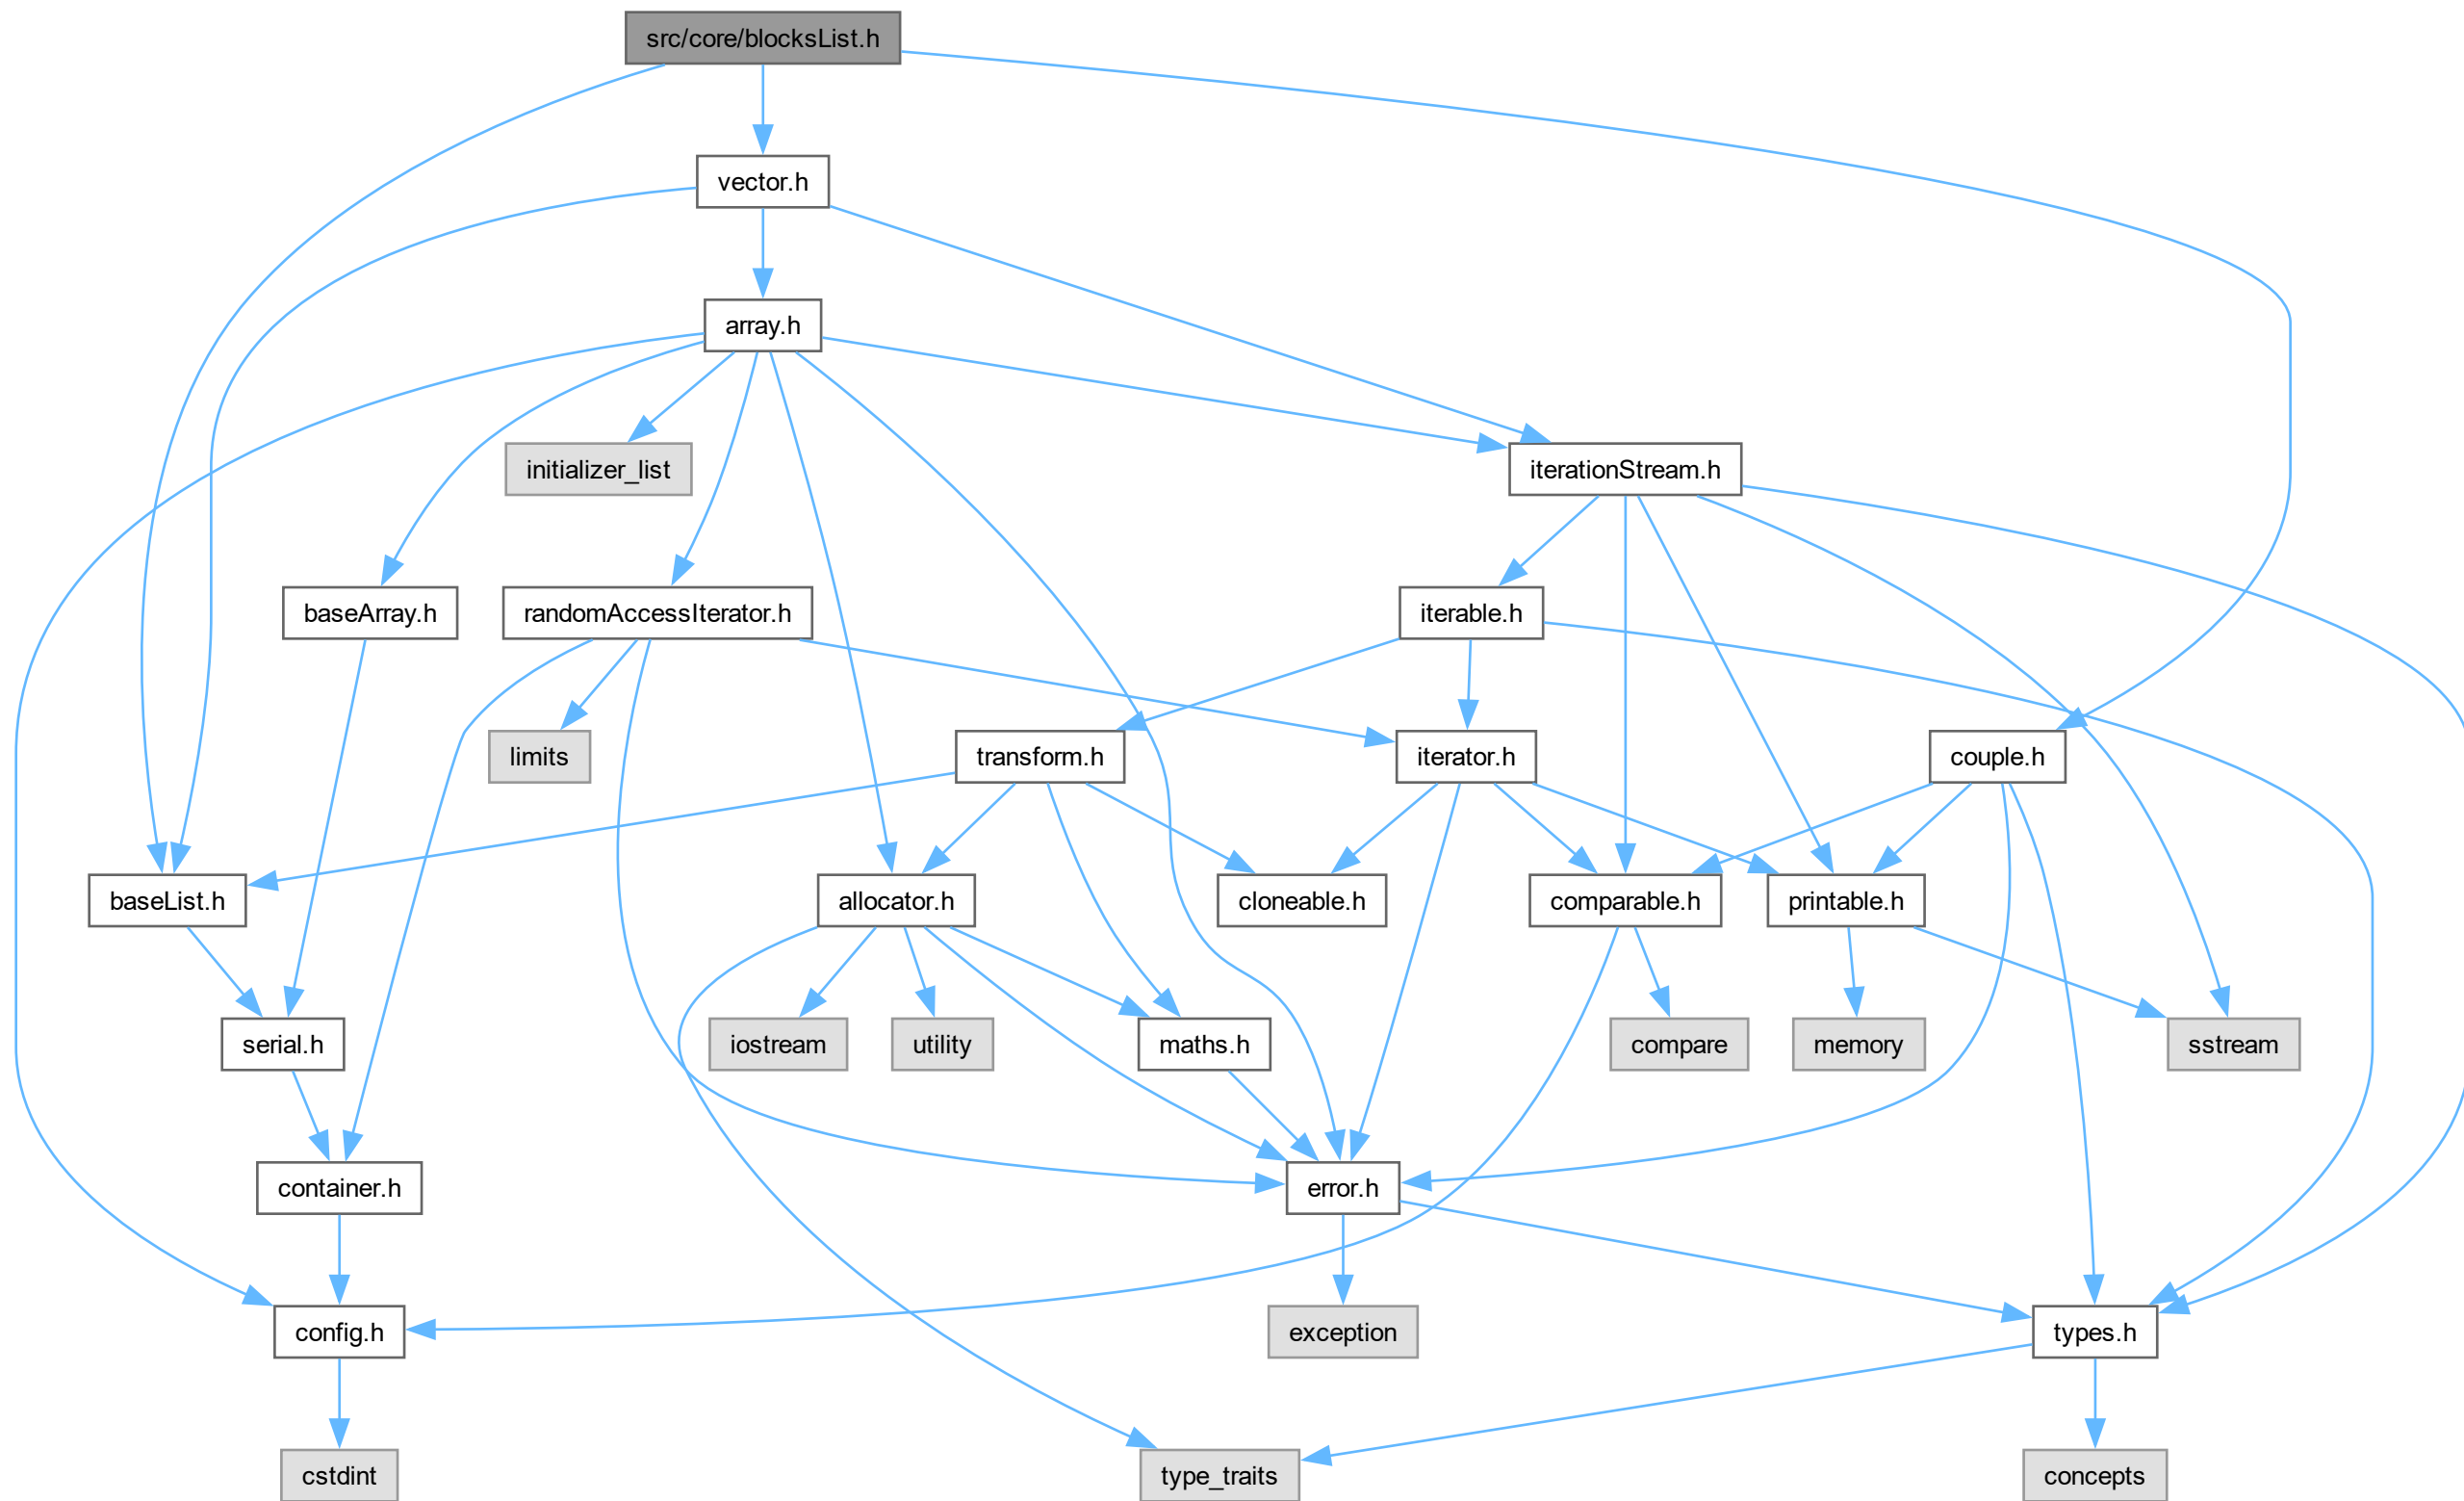 src/core/blocksList.h
vector.h
array.h
initializer_list
iterationStream.h
baseArray.h
randomAccessIterator.h
iterable.h
limits
transform.h
iterator.h
couple.h
baseList.h
allocator.h
cloneable.h
comparable.h
printable.h
serial.h
iostream
utility
maths.h
compare
memory
sstream
container.h
error.h
config.h
exception
types.h
cstdint
type_traits
concepts